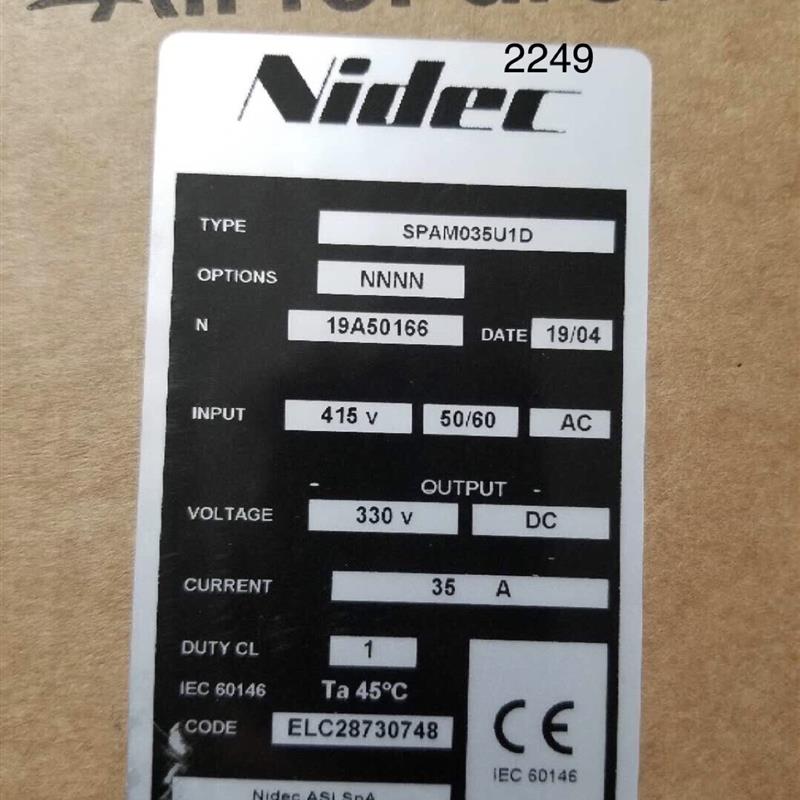 2249
Nidec
TYPE SPAM035U1D
OPTIONS NNNN
N 19A50166 DATE 19/04
INPUT 415 V 50/60 AC
- OUTPUT -
VOLTAGE 330 V DC
CURRENT 35 A
DUTY CL 1
IEC 60146 Ta 45°C
CODE ELC28730748
CE
IEC 60146
Nidec ASI SpA